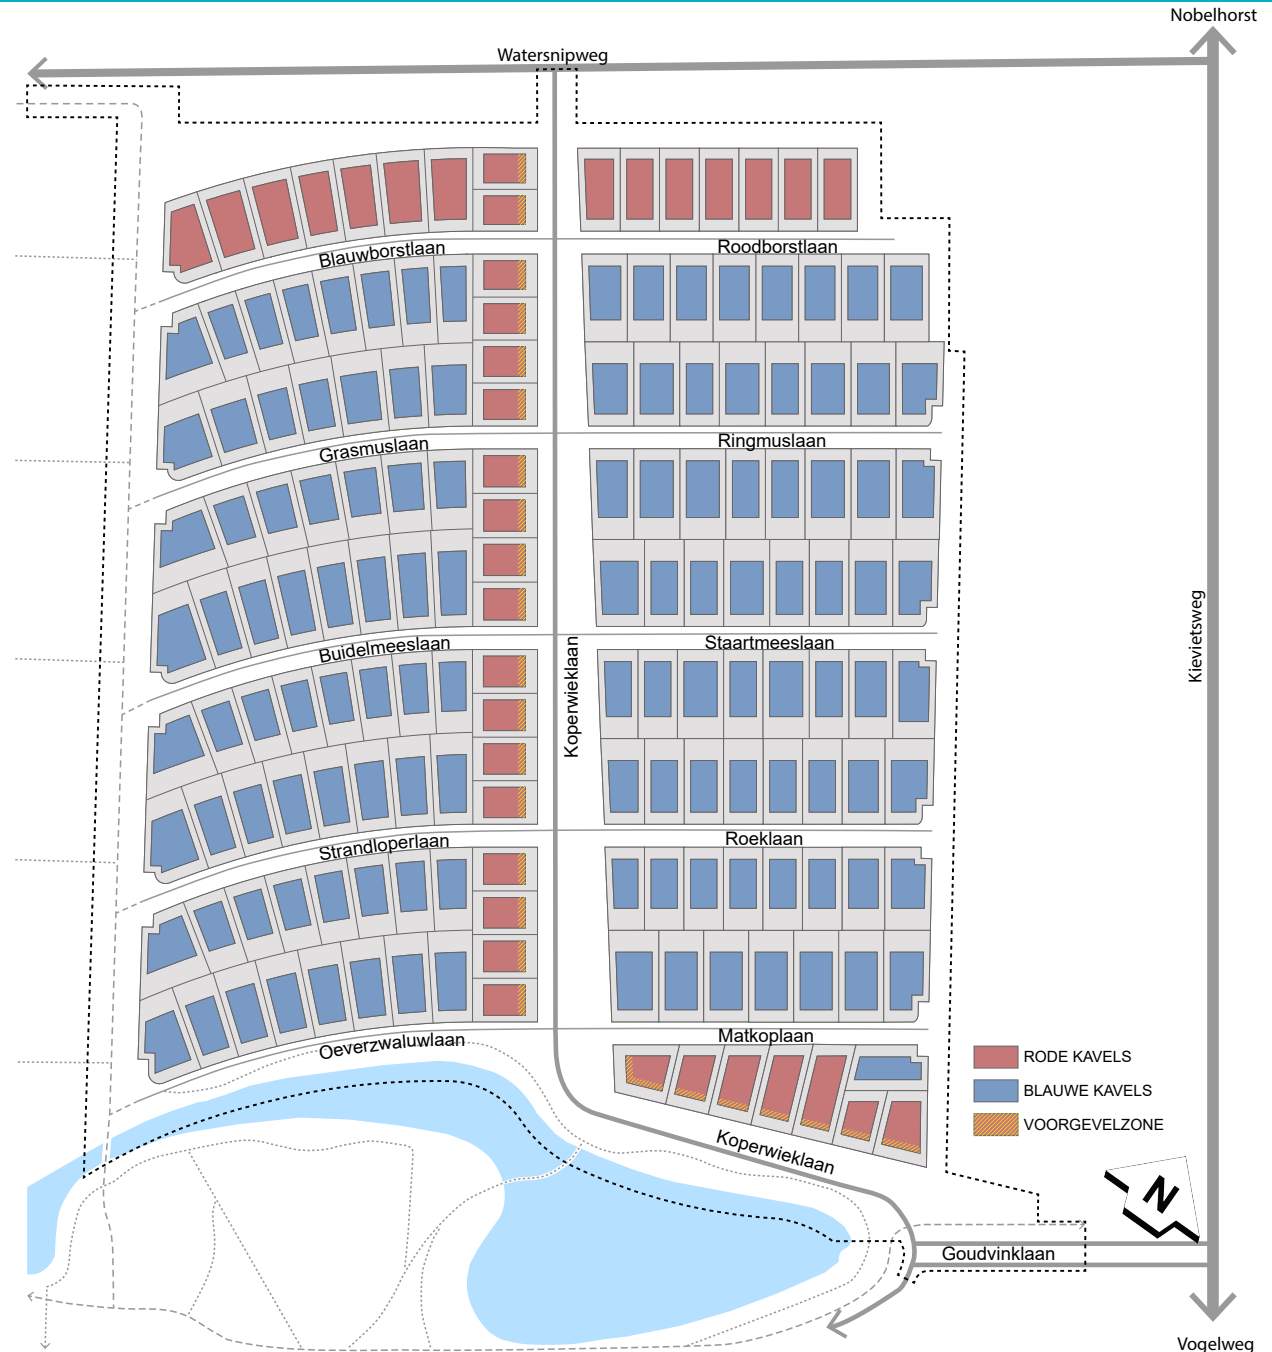 Nobelhorst
Watersnipweg
Blauwborstlaan
Roodborstlaan
Grasmuslaan
Ringmuslaan
Kievietsweg
Buidelmeeslaan
Koperwieklaan
Staartmeeslaan
Strandloperlaan
Roeklaan
Oeverzwaluwlaan
Matkoplaan
RODE KAVELS
BLAUWE KAVELS
VOORGEVELZONE
Koperwieklaan
N
Goudvinklaan
Vogelweg